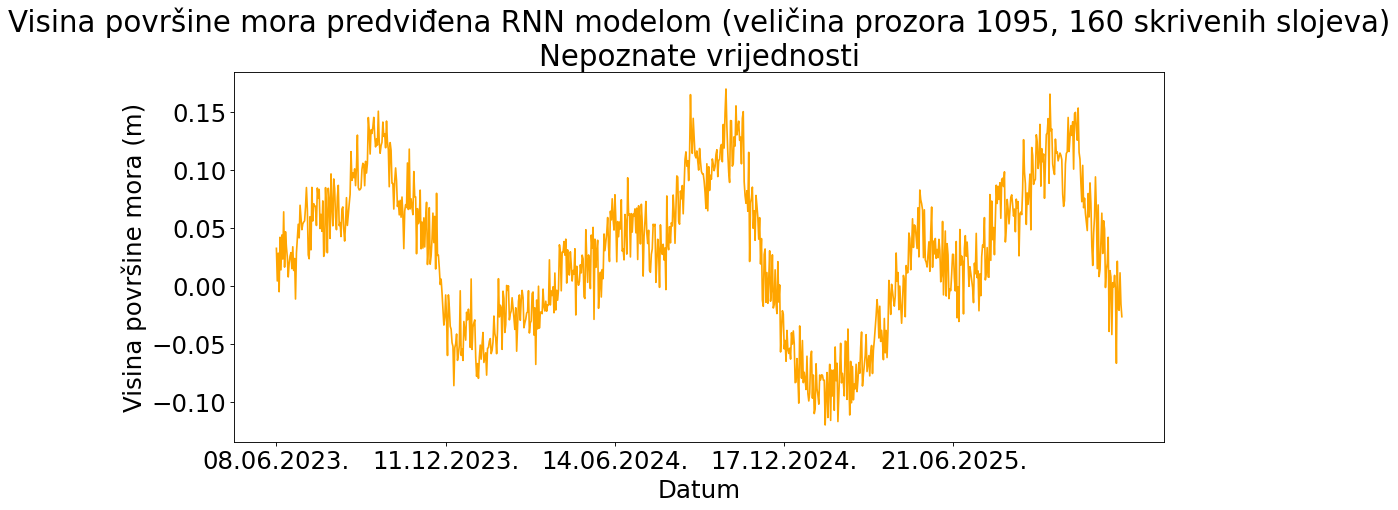 Visina površine mora predviđena RNN modelom (veličina prozora 1095, 160 skrivenih slojeva)
Nepoznate vrijednosti
Visina površine mora (m)
0.15
0.10
0.05
0.00
−0.05
−0.10
08.06.2023. 11.12.2023. 14.06.2024. 17.12.2024. 21.06.2025.
Datum